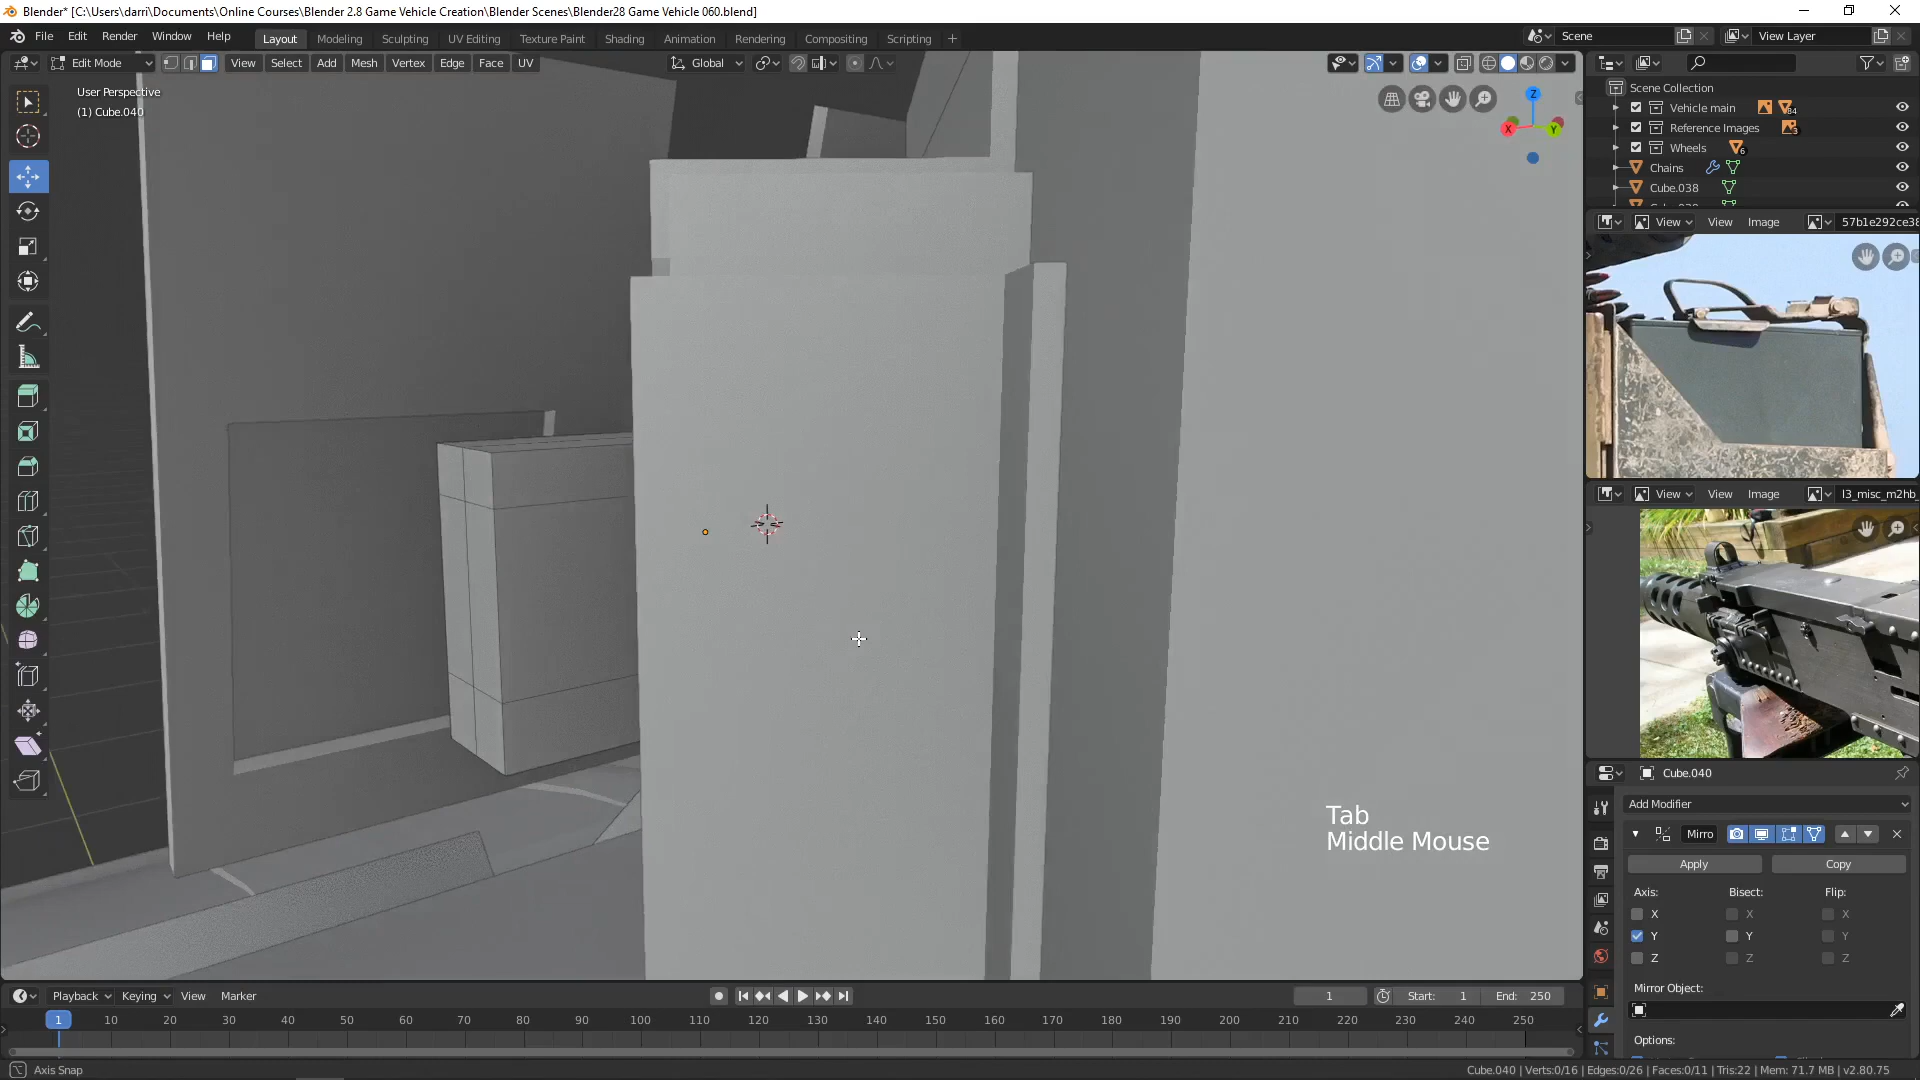 Blender* [C:\Users\darri\Documents\Online Courses\Blender 2.8 Game Vehicle Creation\Blender Scenes\Blender28 Game Vehicle 060.blend]
File Edit Render Window Help Layout Modeling Sculpting UV Editing Texture Paint Shading Animation Rendering Compositing Scripting + Scene View Layer
Edit Mode View Select Add Mesh Vertex Edge Face UV Global
User Perspective
(1) Cube.040
Z
X
Y
Scene Collection
Vehicle main 84
Reference Images 3
Wheels 6
Chains
Cube.038
View View Image 57b1e292ce38
View View Image l3_misc_m2hb_
Cube.040
Add Modifier
Mirro
Apply Copy
Axis: Bisect: Flip:
X X X
Y Y Y
Z Z Z
Mirror Object:
Options:
Tab
Middle Mouse
Playback Keying View Marker 1 Start: 1 End: 250
1 10 20 30 40 50 60 70 80 90 100 110 120 130 140 150 160 170 180 190 200 210 220 230 240 250
Axis Snap
Cube.040 | Verts:0/16 | Edges:0/26 | Faces:0/11 | Tris:22 | Mem: 71.7 MB | v2.80.75